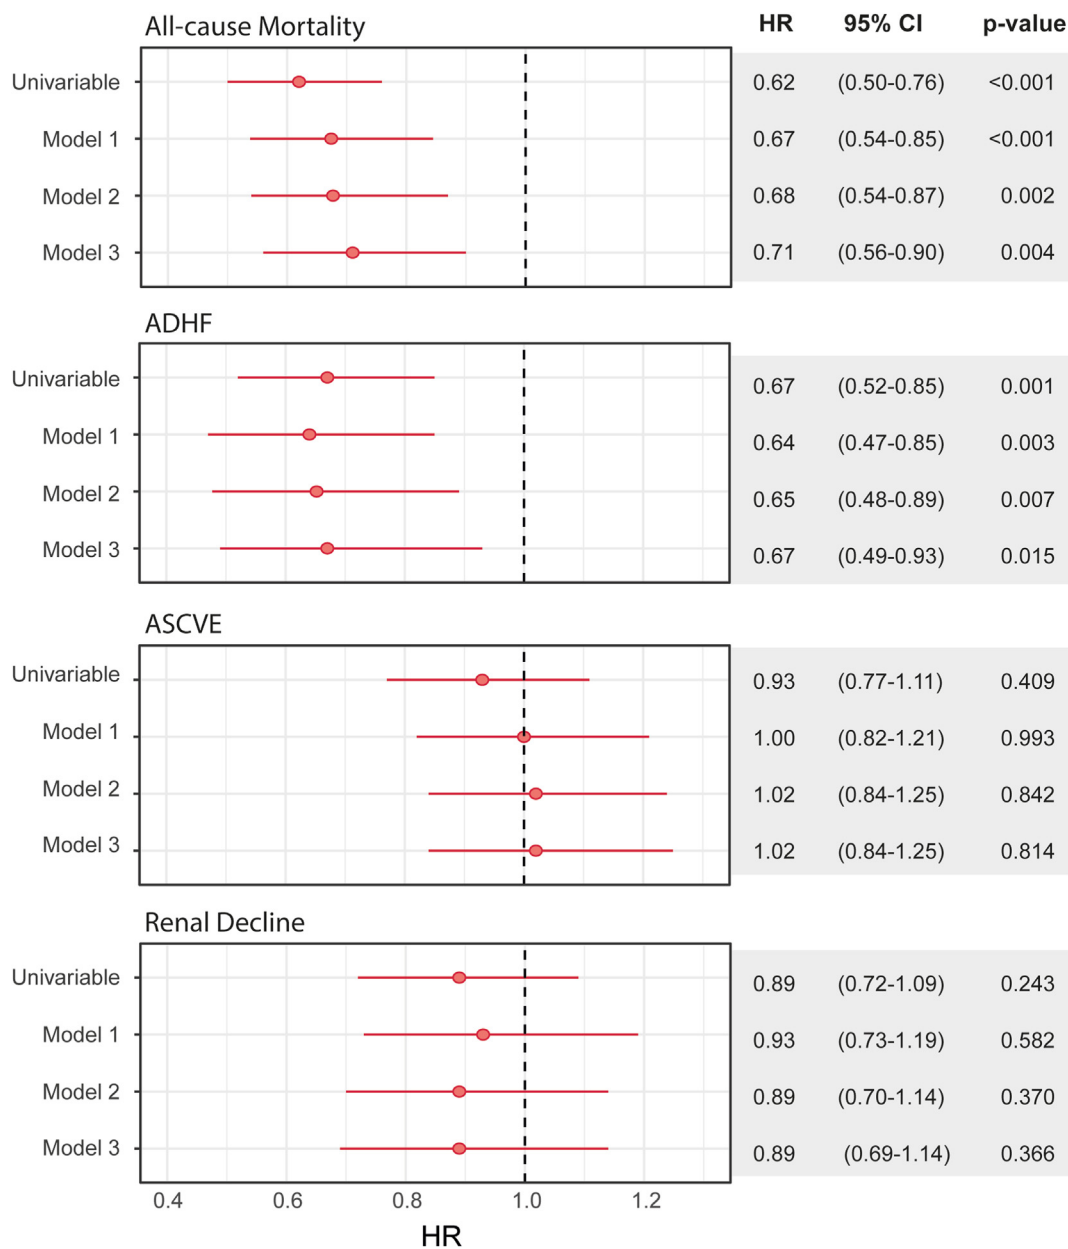 All-cause Mortality HR 95% CI p-value
Univariable 0.62 (0.50-0.76) <0.001
Model 1 0.67 (0.54-0.85) <0.001
Model 2 0.68 (0.54-0.87) 0.002
Model 3 0.71 (0.56-0.90) 0.004
ADHF
Univariable 0.67 (0.52-0.85) 0.001
Model 1 0.64 (0.47-0.85) 0.003
Model 2 0.65 (0.48-0.89) 0.007
Model 3 0.67 (0.49-0.93) 0.015
ASCVE
Univariable 0.93 (0.77-1.11) 0.409
Model 1 1.00 (0.82-1.21) 0.993
Model 2 1.02 (0.84-1.25) 0.842
Model 3 1.02 (0.84-1.25) 0.814
Renal Decline
Univariable 0.89 (0.72-1.09) 0.243
Model 1 0.93 (0.73-1.19) 0.582
Model 2 0.89 (0.70-1.14) 0.370
Model 3 0.89 (0.69-1.14) 0.366
0.4 0.6 0.8 1.0 1.2
HR